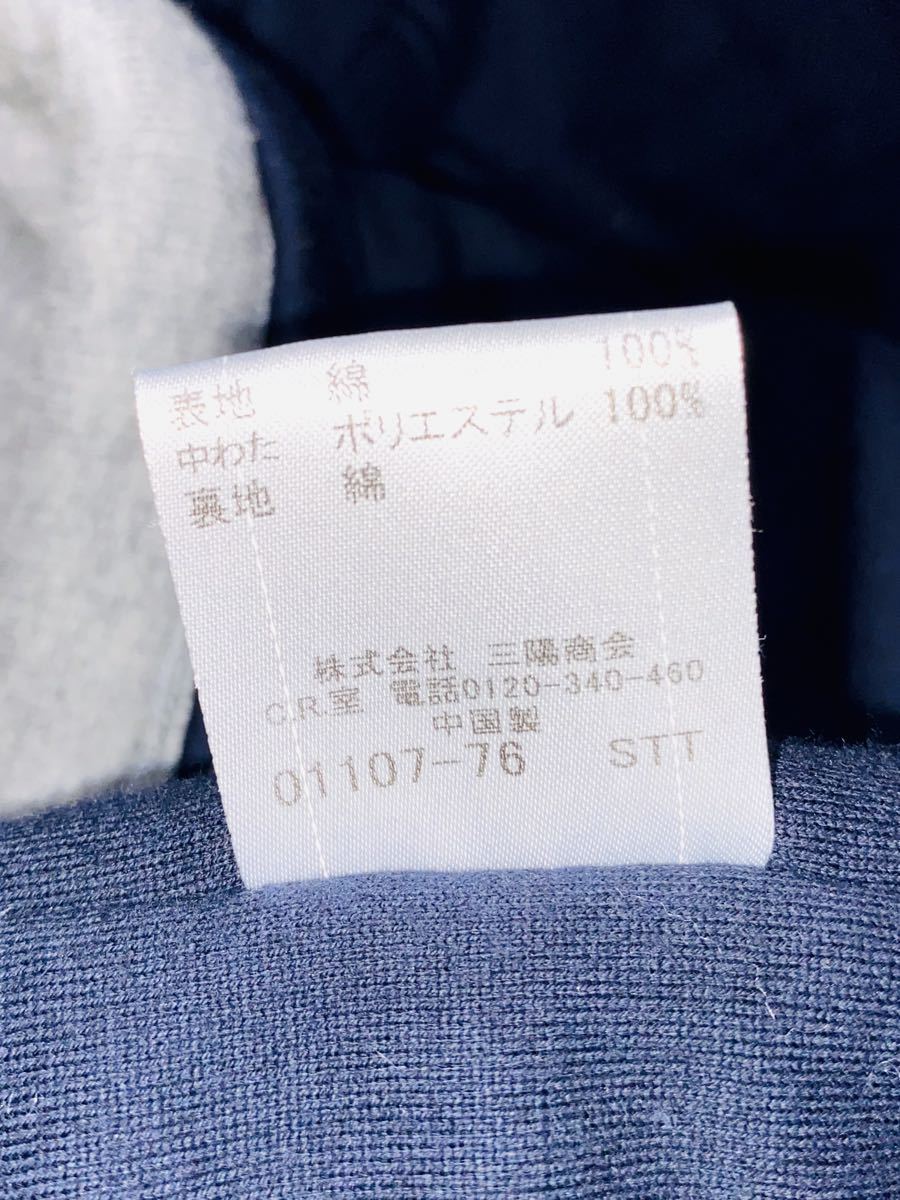 表地 綿 100%
中わた ポリエステル 100%
裏地 綿
株式会社 三陽商会
C.R.室 電話0120-340-460
中国製
01107-76 STT